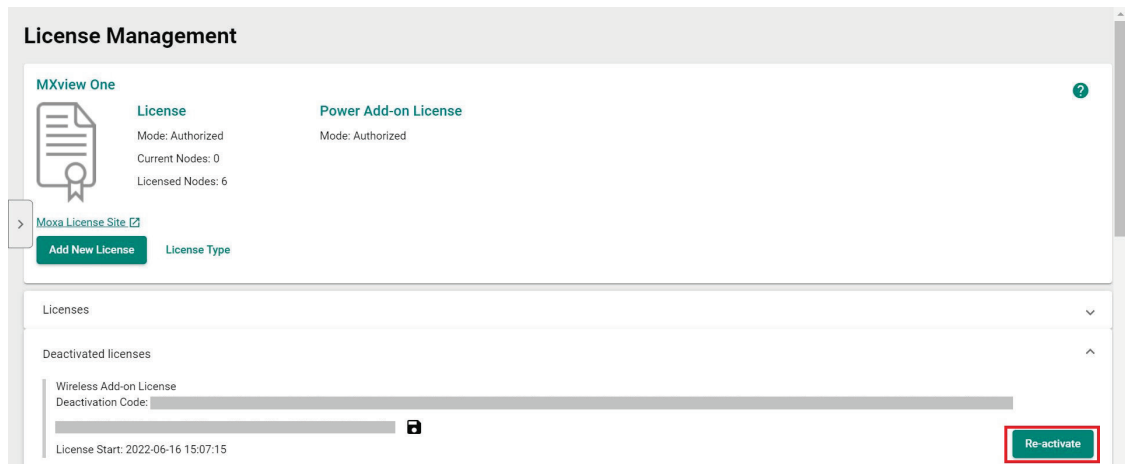 License Management
MXview One
License
Power Add-on License
Mode: Authorized
Mode: Authorized
Current Nodes: 0
Licensed Nodes: 6
Moxa License Site
Add New License
License Type
Licenses
Deactivated licenses
Wireless Add-on License
Deactivation Code:
License Start: 2022-06-16 15:07:15
Re-activate